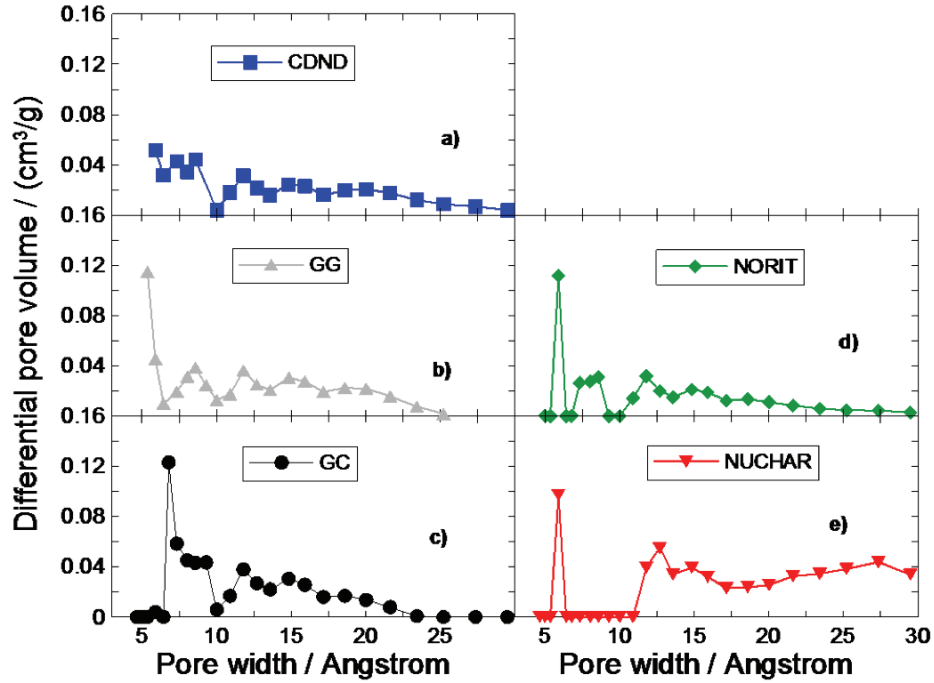 Differential pore volume / (cm³/g)
0.16
0.12
0.08
0.04
0.16
0.12
0.08
0.04
0.16
0.12
0.08
0.04
0
CDND
a)
GG
b)
GC
c)
NORIT
d)
NUCHAR
e)
5 10 15 20 25
5 10 15 20 25 30
Pore width / Angstrom
Pore width / Angstrom